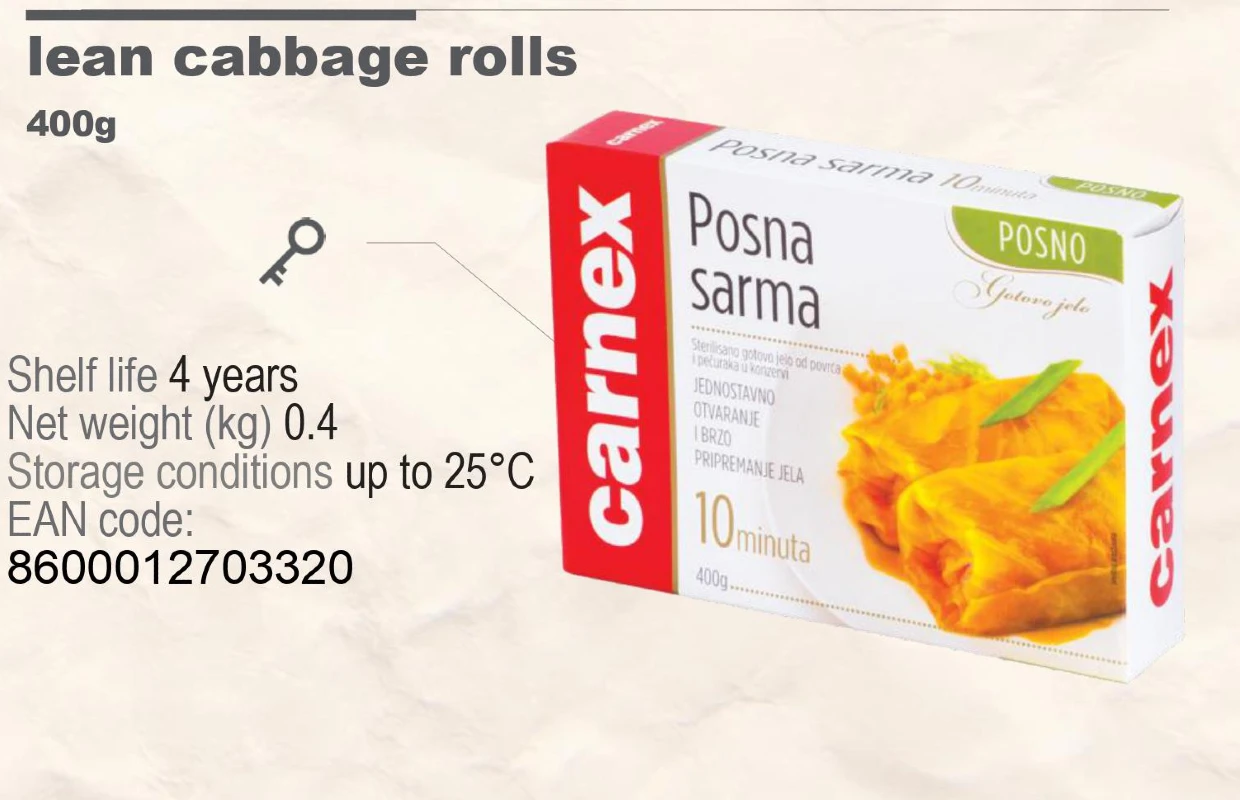 lean cabbage rolls
400g
Shelf life 4 years
Net weight (kg) 0.4
Storage conditions up to 25°C
EAN code:
8600012703320
carnex
Posna sarma 10 minuta
POSNO
carnex
Posna
sarma
POSNO
Gotovo jelo
Sterilisano gotovo jelo od povrća
i pečuraka u konzervi
JEDNOSTAVNO
OTVARANJE
I BRZO
PRIPREMANJE JELA
10 minuta
400g
carnex